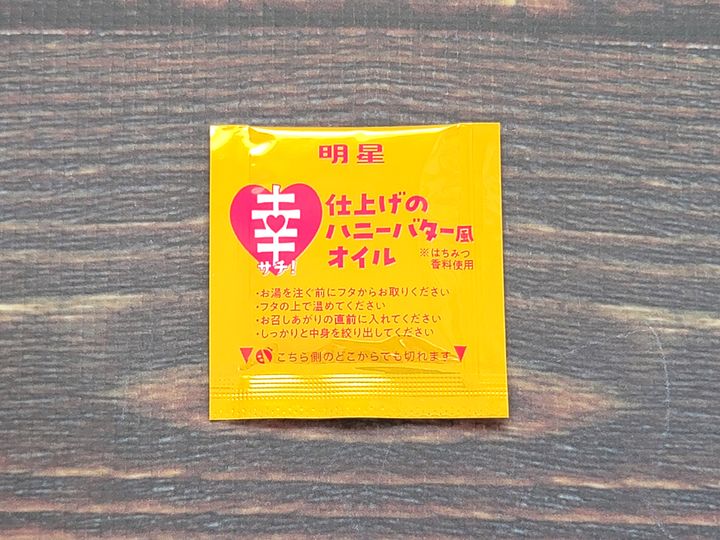 明星
幸
サチ!
仕上げの
ハニーバター風
オイル
※はちみつ
香料使用
・お湯を注ぐ前にフタからお取りください
・フタの上で温めてください
・お召しあがりの直前に入れてください
・しっかりと中身を絞り出してください
▼こちら側のどこからでも切れます▼